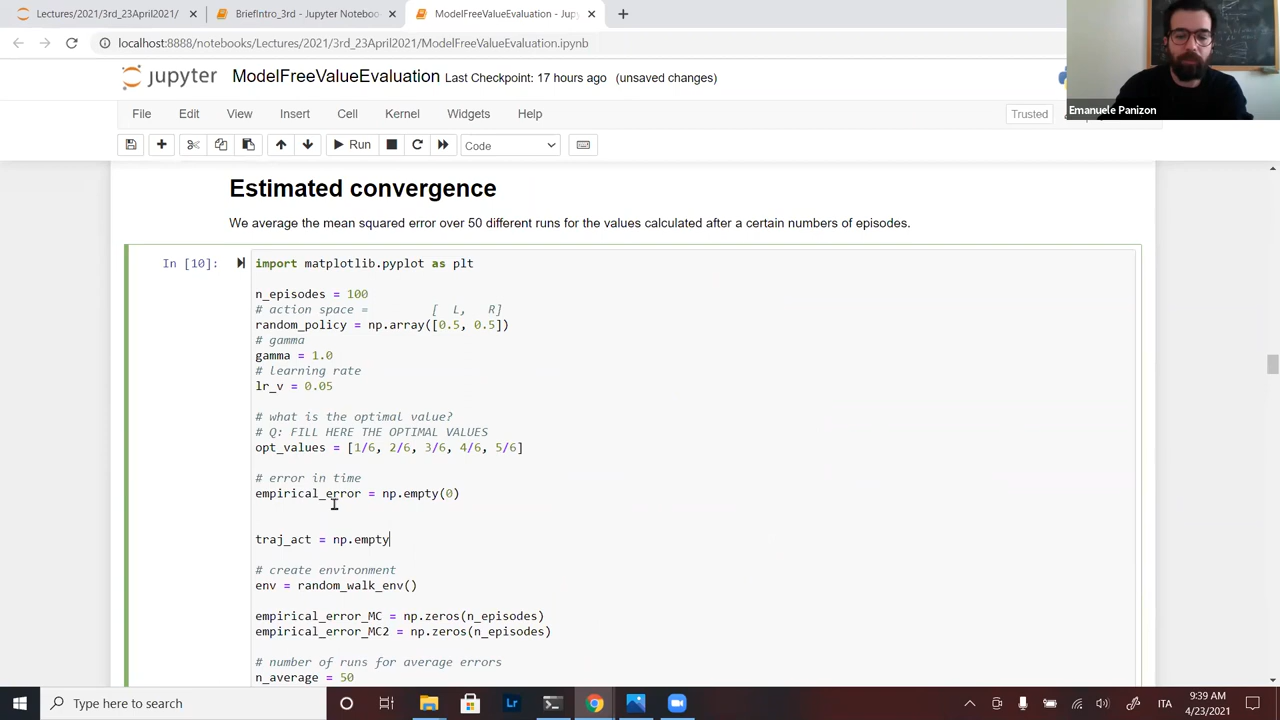 Lectures/2021/3rd_23April2021/
BriefIntro_3rd - Jupyter Notebo
ModelFreeValueEvaluation - Jup
localhost:8888/notebooks/Lectures/2021/3rd_23April2021/ModelFreeValueEvaluation.ipynb
Emanuele Panizon
jupyter ModelFreeValueEvaluation Last Checkpoint: 17 hours ago (unsaved changes)
File Edit View Insert Cell Kernel Widgets Help Trusted
Run Code
Estimated convergence
We average the mean squared error over 50 different runs for the values calculated after a certain numbers of episodes.
In [10]: import matplotlib.pyplot as plt
n_episodes = 100
# action space = [ L, R]
random_policy = np.array([0.5, 0.5])
# gamma
gamma = 1.0
# learning rate
lr_v = 0.05
# what is the optimal value?
# Q: FILL HERE THE OPTIMAL VALUES
opt_values = [1/6, 2/6, 3/6, 4/6, 5/6]
# error in time
empirical_error = np.empty(0)
traj_act = np.empty
# create environment
env = random_walk_env()
empirical_error_MC = np.zeros(n_episodes)
empirical_error_MC2 = np.zeros(n_episodes)
# number of runs for average errors
n_average = 50
Type here to search
ITA
9:39 AM
4/23/2021